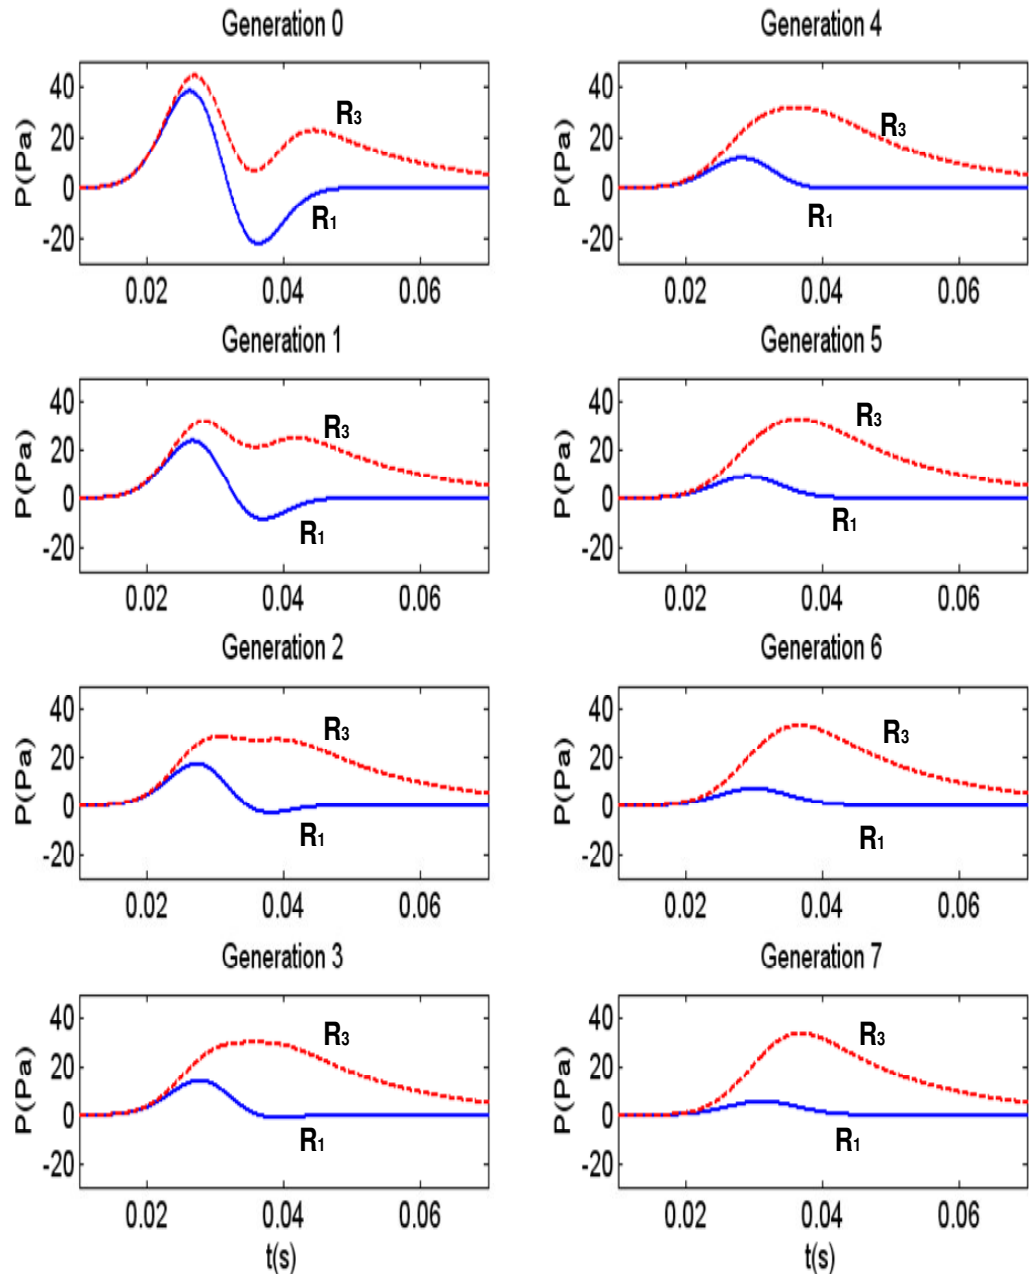 Generation 0
40
20
0
-20
P(Pa)
R3
R1
0.02 0.04 0.06
Generation 4
40
20
0
-20
P(Pa)
R3
R1
0.02 0.04 0.06
Generation 1
40
20
0
-20
P(Pa)
R3
R1
0.02 0.04 0.06
Generation 5
40
20
0
-20
P(Pa)
R3
R1
0.02 0.04 0.06
Generation 2
40
20
0
-20
P(Pa)
R3
R1
0.02 0.04 0.06
Generation 6
40
20
0
-20
P(Pa)
R3
R1
0.02 0.04 0.06
Generation 3
40
20
0
-20
P(Pa)
R3
R1
0.02 0.04 0.06
t(s)
Generation 7
40
20
0
-20
P(Pa)
R3
R1
0.02 0.04 0.06
t(s)